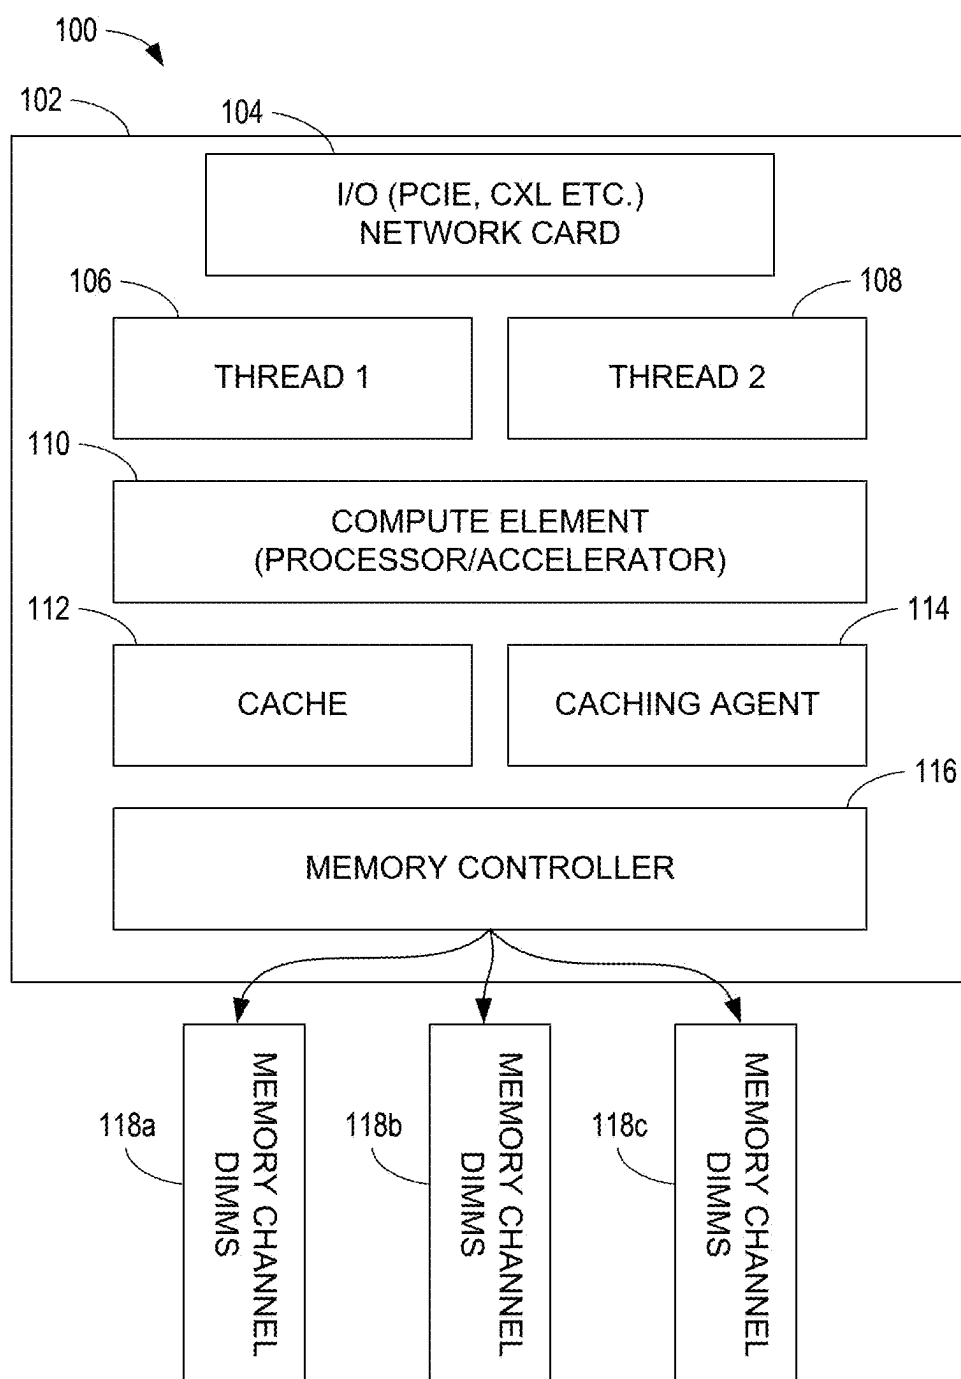 100
102
104
I/O (PCIE, CXL ETC.)
NETWORK CARD
106
108
THREAD 1
THREAD 2
110
COMPUTE ELEMENT
(PROCESSOR/ACCELERATOR)
112
114
CACHE
CACHING AGENT
116
MEMORY CONTROLLER
118a
MEMORY CHANNEL
DIMMS
118b
MEMORY CHANNEL
DIMMS
118c
MEMORY CHANNEL
DIMMS